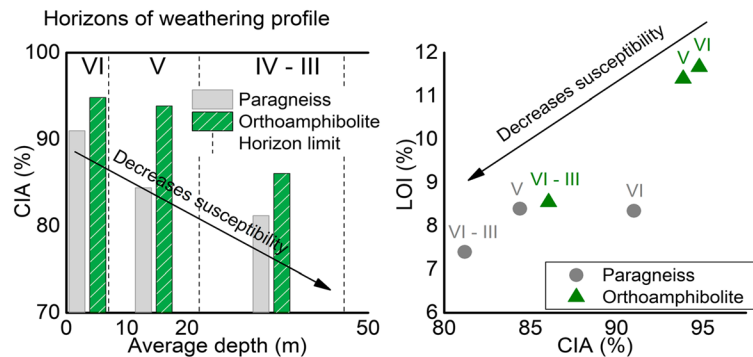 Horizons of weathering profile
100
90
80
70
CIA (%)
VI
V
IV - III
Paragneiss
Orthoamphibolite
Horizon limit
Decreases susceptibility
0
10
20
50
Average depth (m)
12
11
10
9
8
7
6
LOI (%)
Decreases susceptibility
V
VI
V
VI - III
VI
VI - III
Paragneiss
Orthoamphibolite
80
85
90
95
CIA (%)